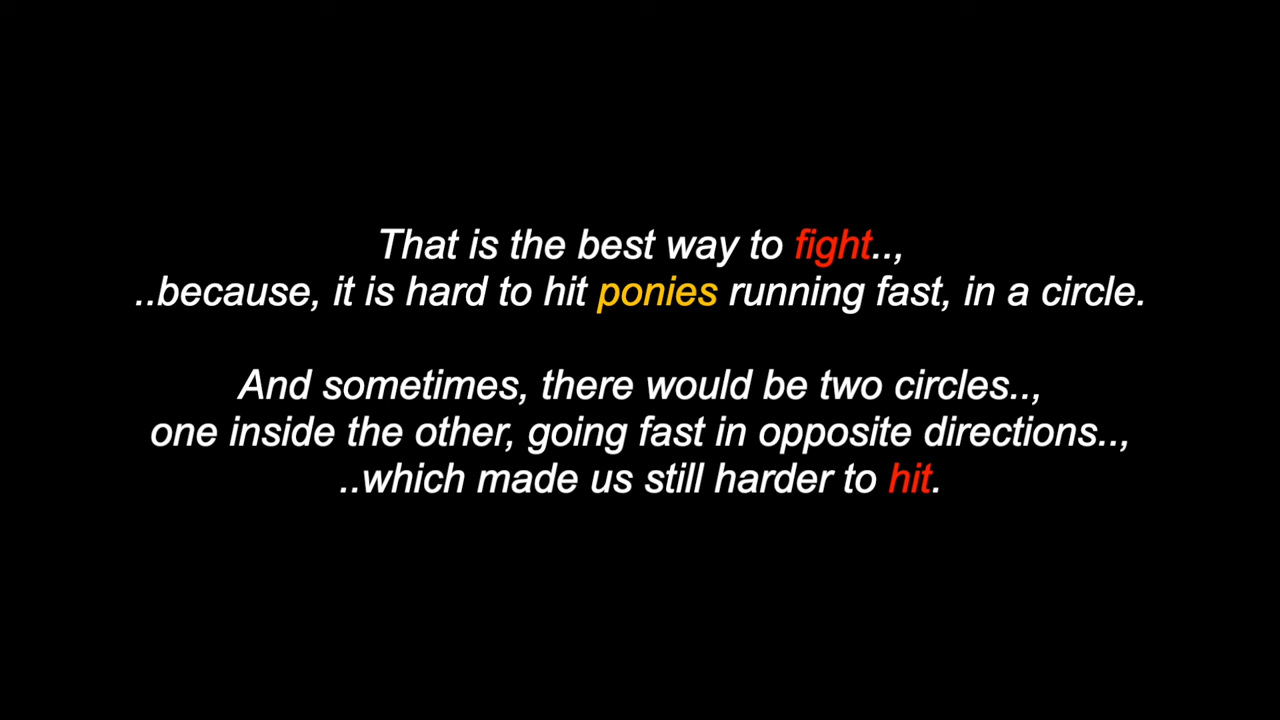 That is the best way to fight..,
..because, it is hard to hit ponies running fast, in a circle.
And sometimes, there would be two circles..,
one inside the other, going fast in opposite directions..,
..which made us still harder to hit.